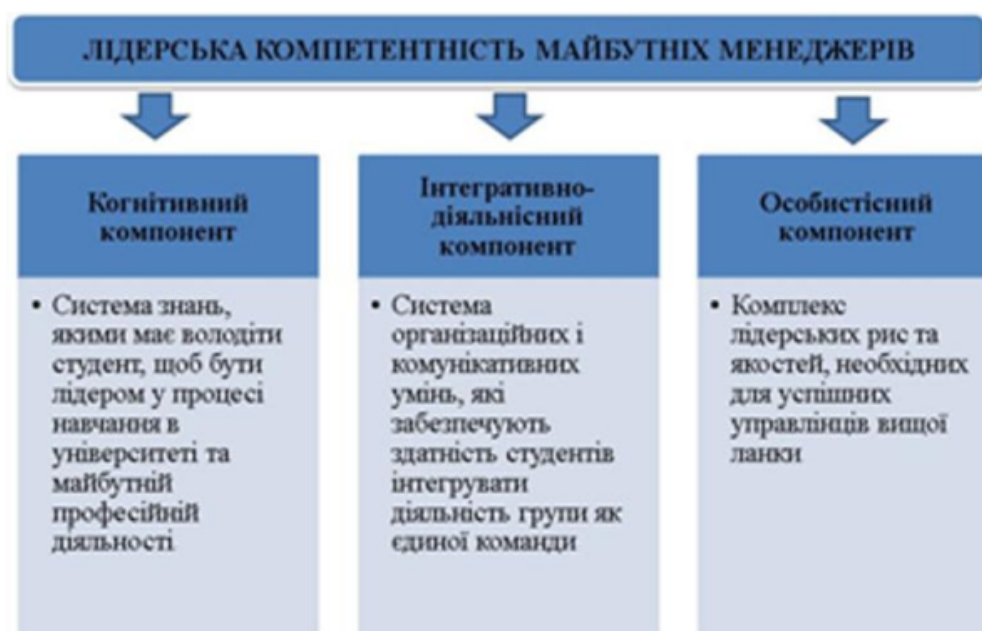 ЛІДЕРСЬКА КОМПЕТЕНТНІСТЬ МАЙБУТНІХ МЕНЕДЖЕРІВ
Когнітивний
компонент
• Система знань,
якими має володіти
студент, щоб бути
лідером у процесі
навчання в
університеті та
майбутній
професійній
діяльності
Інтегративно-
діяльнісний
компонент
• Система
організаційних і
комунікативних
умінь, які
забезпечують
здатність студентів
інтегрувати
діяльність групи як
єдиної команди
Особистісний
компонент
• Комплекс
лідерських рис та
якостей, необхідних
для успішних
управлінців вищої
ланки